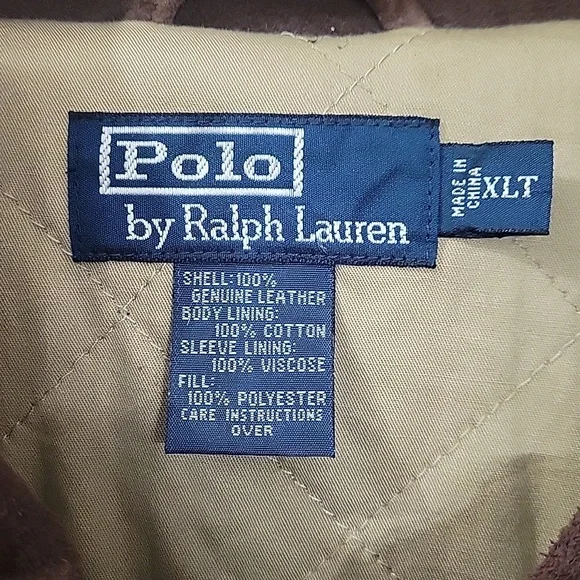 Polo
by Ralph Lauren
MADE IN
CHINA
XLT
SHELL:100%
GENUINE LEATHER
BODY LINING:
100% COTTON
SLEEVE LINING:
100% VISCOSE
FILL:
100% POLYESTER
CARE INSTRUCTIONS
OVER